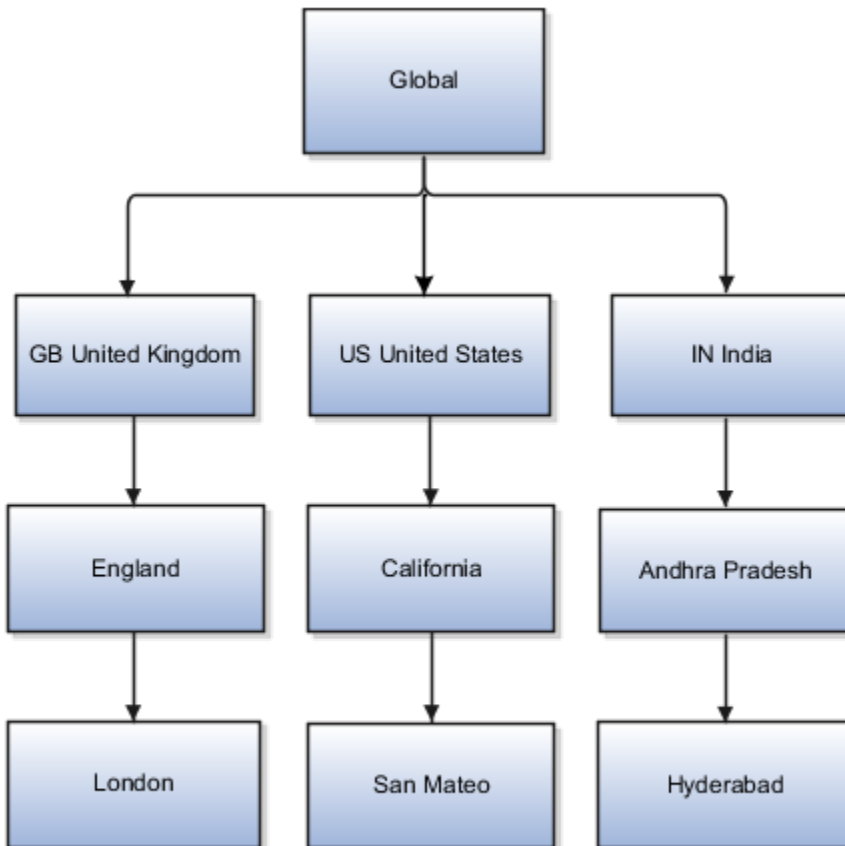 Global
GB United Kingdom
US United States
IN India
England
California
Andhra Pradesh
London
San Mateo
Hyderabad